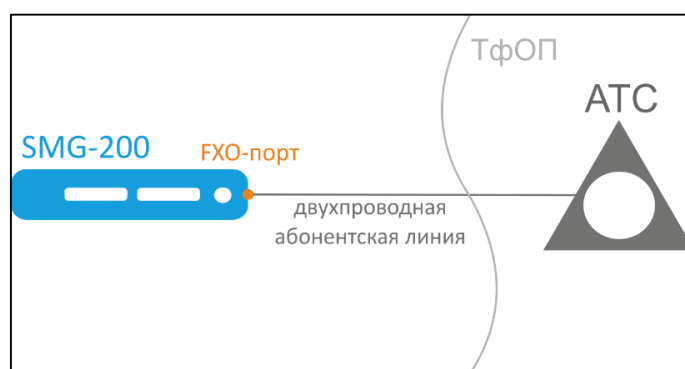 ТфОП
АТС
SMG-200
FXO-порт
двухпроводная
абонентская линия